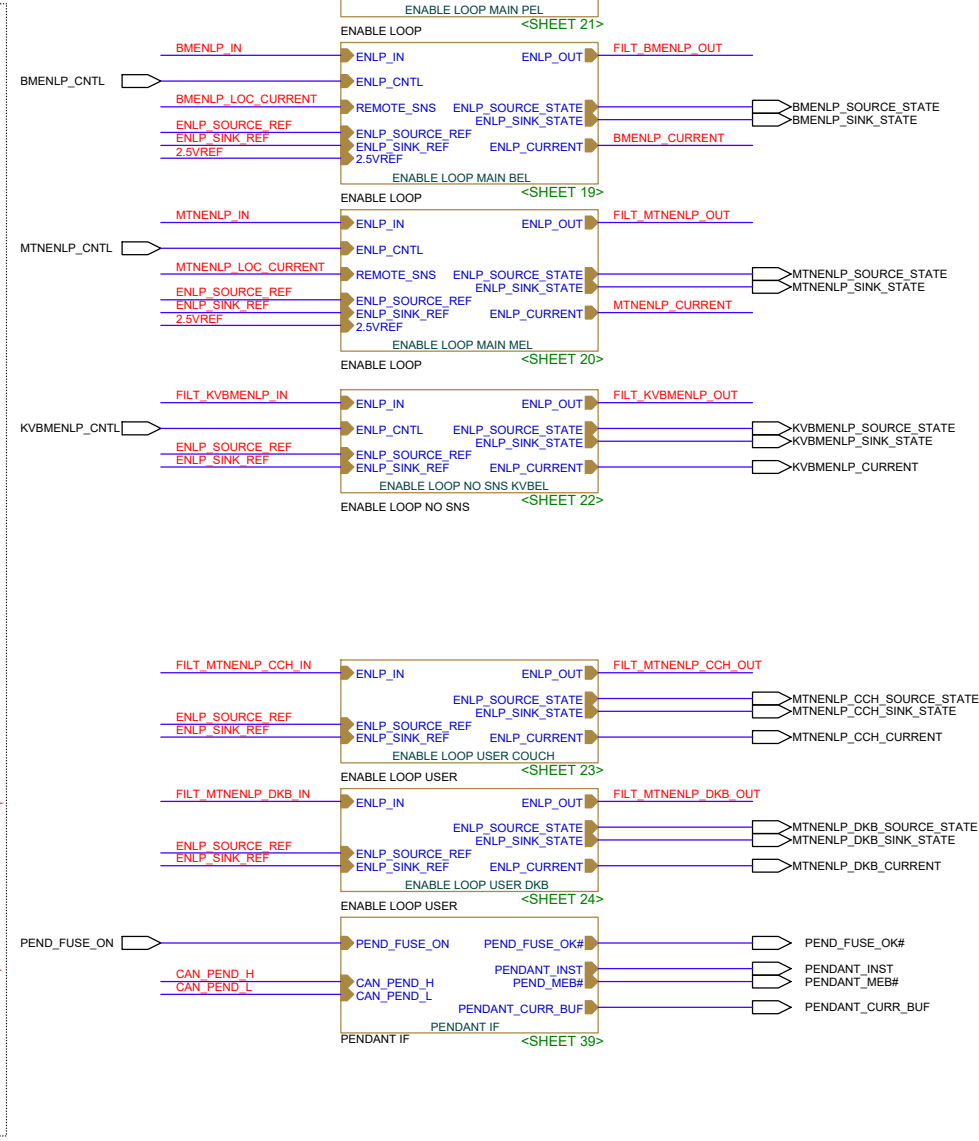 ENABLE LOOP MAIN PEL
<SHEET 21>
ENABLE LOOP
BMENLP_IN ENLP_IN ENLP_OUT FILT_BMENLP_OUT
BMENLP_CNTL ENLP_CNTL
BMENLP_LOC_CURRENT REMOTE_SNS ENLP_SOURCE_STATE BMENLP_SOURCE_STATE
ENLP_SINK_STATE BMENLP_SINK_STATE
ENLP_SOURCE_REF ENLP_SOURCE_REF
ENLP_SINK_REF ENLP_SINK_REF ENLP_CURRENT BMENLP_CURRENT
2.5VREF 2.5VREF
ENABLE LOOP MAIN BEL
<SHEET 19>
ENABLE LOOP
MTNENLP_IN ENLP_IN ENLP_OUT FILT_MTNENLP_OUT
MTNENLP_CNTL ENLP_CNTL
MTNENLP_LOC_CURRENT REMOTE_SNS ENLP_SOURCE_STATE MTNENLP_SOURCE_STATE
ENLP_SINK_STATE MTNENLP_SINK_STATE
ENLP_SOURCE_REF ENLP_SOURCE_REF
ENLP_SINK_REF ENLP_SINK_REF ENLP_CURRENT MTNENLP_CURRENT
2.5VREF 2.5VREF
ENABLE LOOP MAIN MEL
<SHEET 20>
ENABLE LOOP
FILT_KVBMENLP_IN ENLP_IN ENLP_OUT FILT_KVBMENLP_OUT
KVBMENLP_CNTL ENLP_CNTL ENLP_SOURCE_STATE KVBMENLP_SOURCE_STATE
ENLP_SINK_STATE KVBMENLP_SINK_STATE
ENLP_SOURCE_REF ENLP_SOURCE_REF
ENLP_SINK_REF ENLP_SINK_REF ENLP_CURRENT KVBMENLP_CURRENT
ENABLE LOOP NO SNS KVBEL
<SHEET 22>
ENABLE LOOP NO SNS
FILT_MTNENLP_CCH_IN ENLP_IN ENLP_OUT FILT_MTNENLP_CCH_OUT
ENLP_SOURCE_STATE MTNENLP_CCH_SOURCE_STATE
ENLP_SINK_STATE MTNENLP_CCH_SINK_STATE
ENLP_SOURCE_REF ENLP_SOURCE_REF
ENLP_SINK_REF ENLP_SINK_REF ENLP_CURRENT MTNENLP_CCH_CURRENT
ENABLE LOOP USER COUCH
<SHEET 23>
ENABLE LOOP USER
FILT_MTNENLP_DKB_IN ENLP_IN ENLP_OUT FILT_MTNENLP_DKB_OUT
ENLP_SOURCE_STATE MTNENLP_DKB_SOURCE_STATE
ENLP_SINK_STATE MTNENLP_DKB_SINK_STATE
ENLP_SOURCE_REF ENLP_SOURCE_REF
ENLP_SINK_REF ENLP_SINK_REF ENLP_CURRENT MTNENLP_DKB_CURRENT
ENABLE LOOP USER DKB
<SHEET 24>
ENABLE LOOP USER
PEND_FUSE_ON PEND_FUSE_ON PEND_FUSE_OK# PEND_FUSE_OK#
PENDANT_INST PENDANT_INST
CAN_PEND_H CAN_PEND_H PEND_MEB# PENDANT_MEB#
CAN_PEND_L CAN_PEND_L
PENDANT_CURR_BUF PENDANT_CURR_BUF
PENDANT IF
<SHEET 39>
PENDANT IF